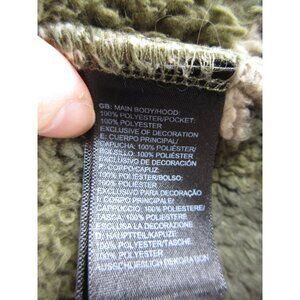 GB: MAIN BODY/HOOD:
100% POLYESTER/POCKET:
100% POLYESTER
EXCLUSIVE OF DECORATION
E: CUERPO PRINCIPAL/
CAPUCHA: 100% POLIÉSTER/
BOLSILLO: 100% POLIÉSTER
EXCLUSIVO DE DECORACIÓN
P: CORPO/CAPUZ:
100% POLIÉSTER/BOLSO:
100% POLIÉSTER
EXCLUSIVO PARA DECORAÇÃO
I: CORPO PRINCIPALE/
CAPPUCCIO: 100% POLIESTERE/
TASCA: 100% POLIESTERE
ESCLUSA LA DECORAZIONE
D: HAUPTTEIL/KAPUZE:
100% POLYESTER/TASCHE:
100% POLYESTER
AUSSCHLIESSLICH DEKORATION